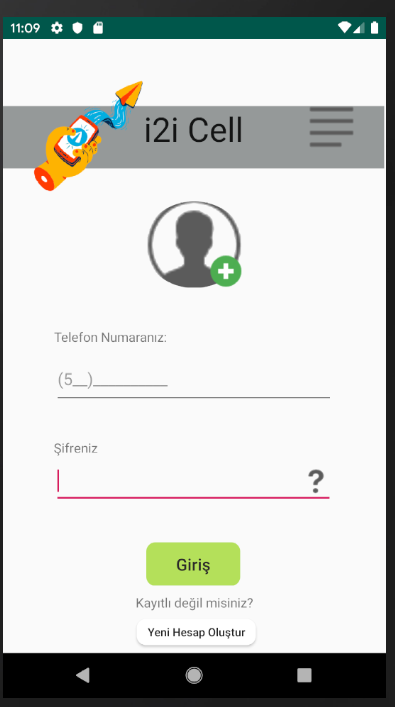 11:09
i2i Cell
Telefon Numaranız:
(5__)_________
Şifreniz
?
Giriş
Kayıtlı değil misiniz?
Yeni Hesap Oluştur